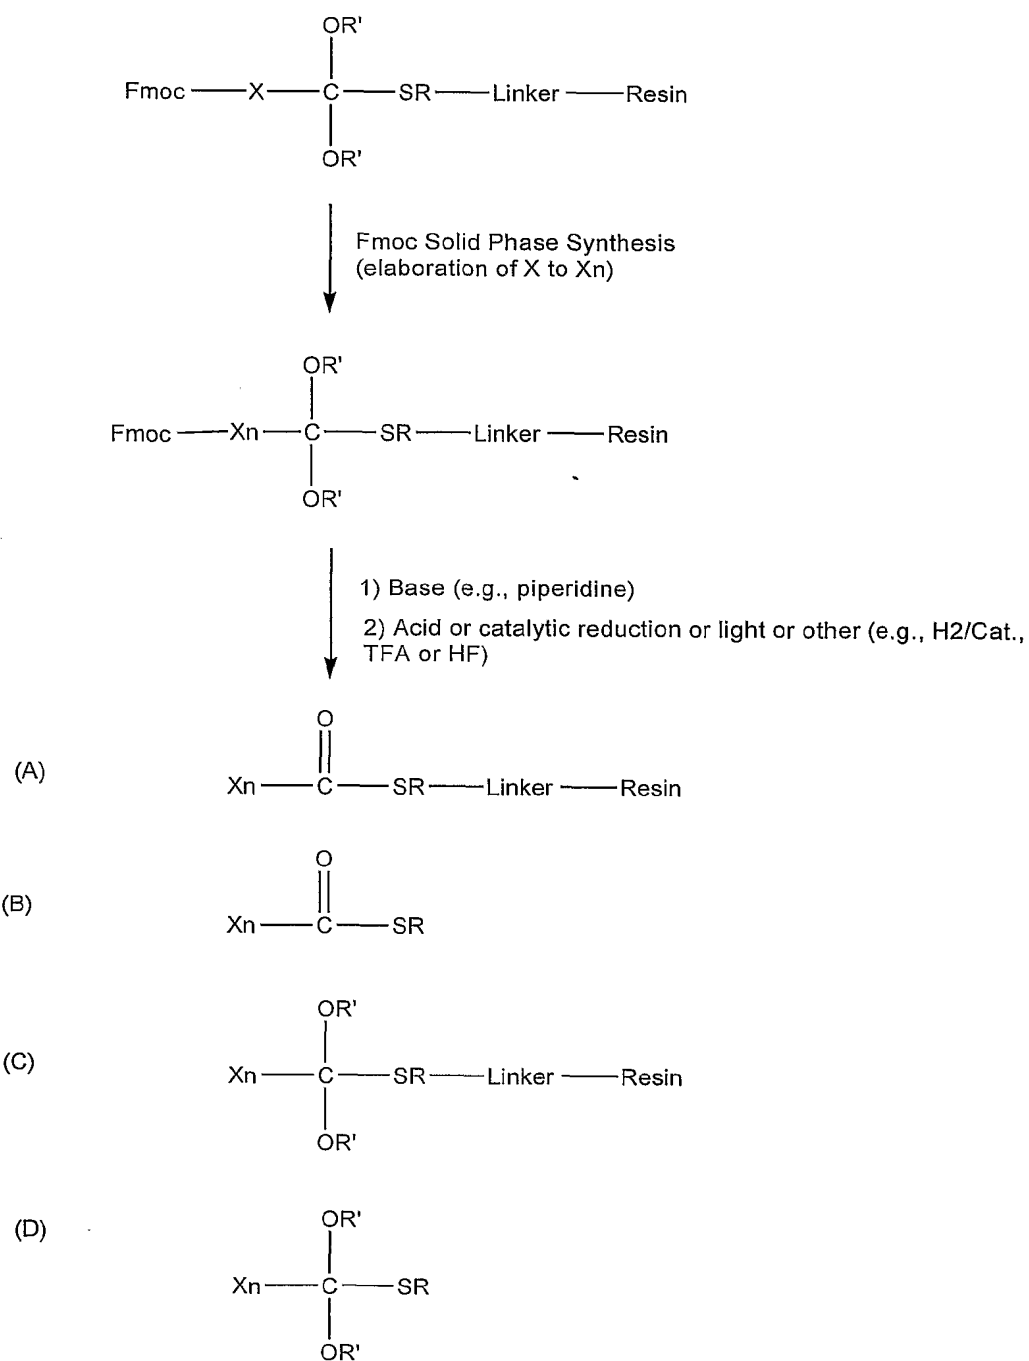 OR'
Fmoc X C SR Linker Resin
OR'
Fmoc Solid Phase Synthesis
(elaboration of X to Xn)
OR'
Fmoc Xn C SR Linker Resin
OR'
1) Base (e.g., piperidine)
2) Acid or catalytic reduction or light or other (e.g., H2/Cat.,
TFA or HF)
O
(A) Xn C SR Linker Resin
O
(B) Xn C SR
OR'
(C) Xn C SR Linker Resin
OR'
(D) OR'
Xn C SR
OR'